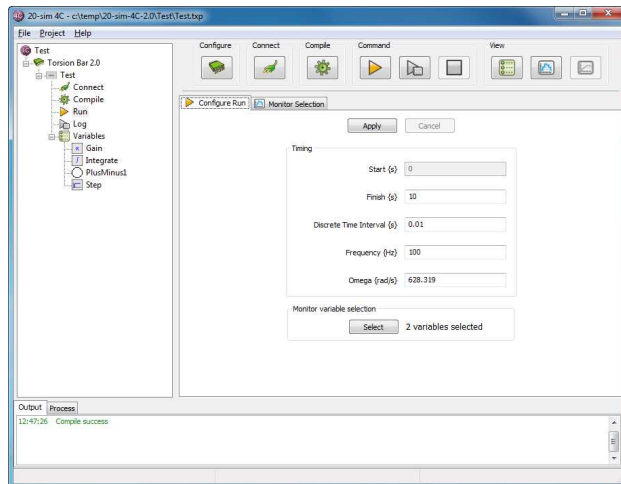 20-sim 4C - c:\temp\20-sim-4C-2.0\Test\Test.txp
File Project Help
Test
Torsion Bar 2.0
Test
Connect
Compile
Run
Log
Variables
K Gain
Integrate
PlusMinus1
Step
Configure Connect Compile Command View
Configure Run Monitor Selection
Apply Cancel
Timing
Start {s} 0
Finish {s} 10
Discrete Time Interval {s} 0.01
Frequency {Hz} 100
Omega {rad/s} 628.319
Monitor variable selection
Select 2 variables selected
Output Process
12:47:26 Compile success